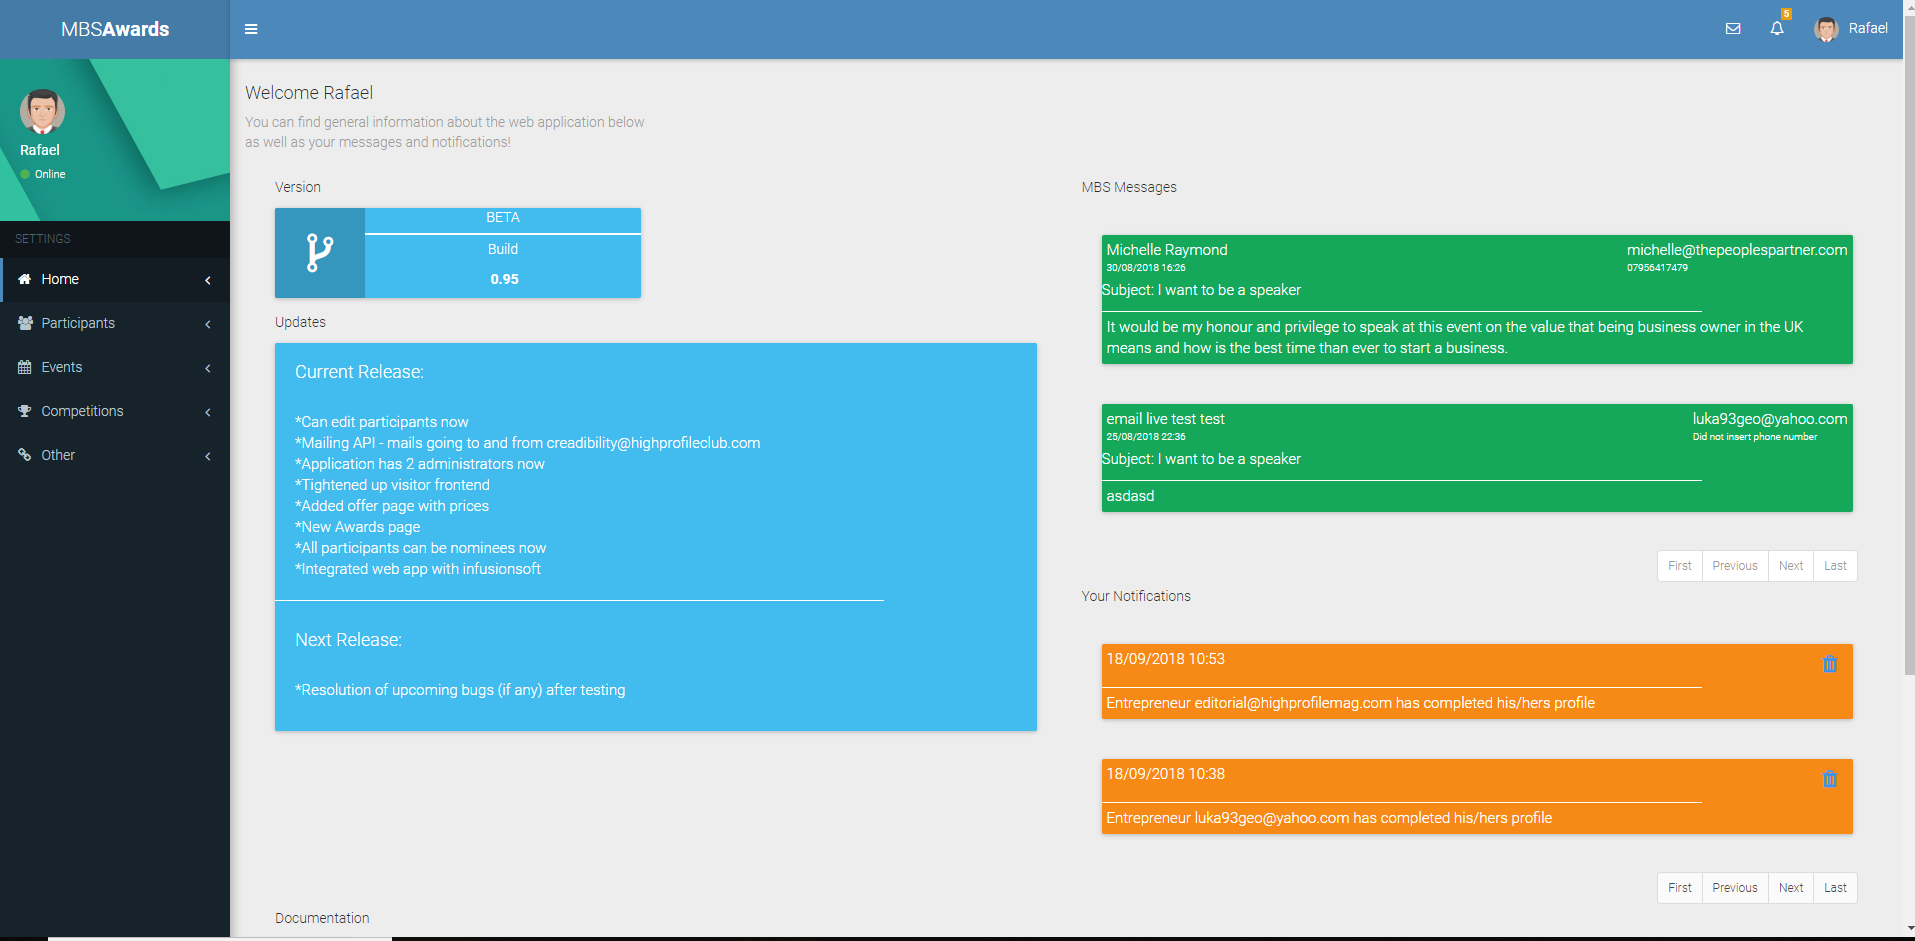 MBSAwards
5
Rafael
Rafael
Online
SETTINGS
Home
Participants
Events
Competitions
Other
Welcome Rafael
You can find general information about the web application below
as well as your messages and notifications!
Version
BETA
Build
0.95
Updates
Current Release:
*Can edit participants now
*Mailing API - mails going to and from creadibility@highprofileclub.com
*Application has 2 administrators now
*Tightened up visitor frontend
*Added offer page with prices
*New Awards page
*All participants can be nominees now
*Integrated web app with infusionsoft
Next Release:
*Resolution of upcoming bugs (if any) after testing
Documentation
MBS Messages
Michelle Raymond michelle@thepeoplespartner.com
30/08/2018 16:26 07956417479
Subject: I want to be a speaker
It would be my honour and privilege to speak at this event on the value that being business owner in the UK
means and how is the best time than ever to start a business.
email live test test luka93geo@yahoo.com
25/08/2018 22:36 Did not insert phone number
Subject: I want to be a speaker
asdasd
First Previous Next Last
Your Notifications
18/09/2018 10:53
Entrepreneur editorial@highprofilemag.com has completed his/hers profile
18/09/2018 10:38
Entrepreneur luka93geo@yahoo.com has completed his/hers profile
First Previous Next Last